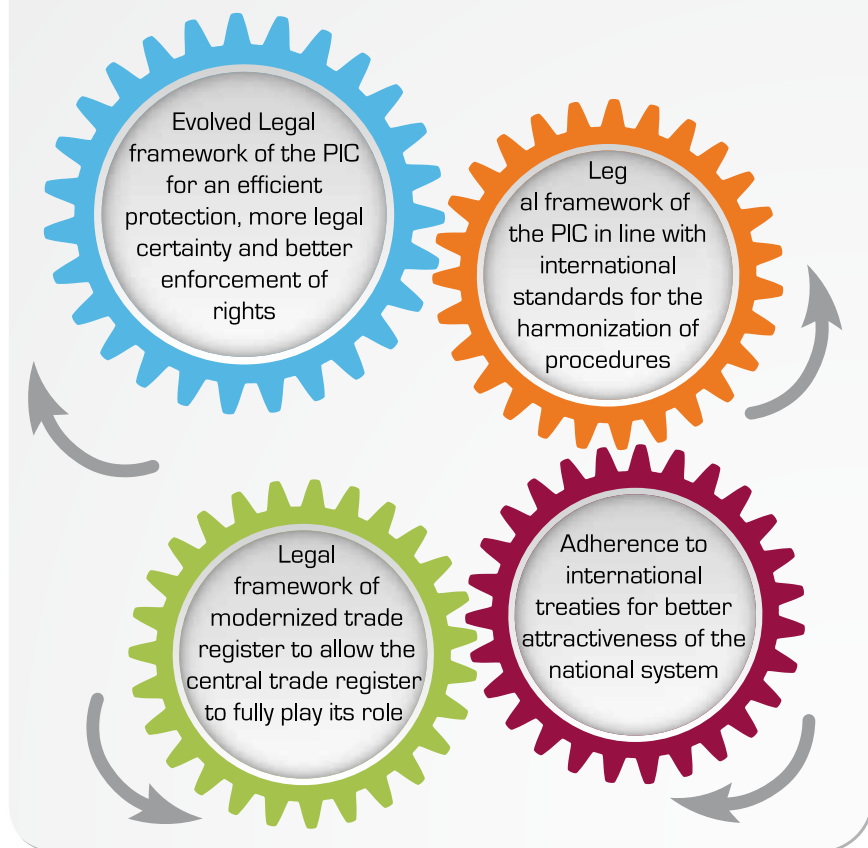 Evolved Legal
framework of the PIC
for an efficient
protection, more legal
certainty and better
enforcement of
rights
Leg
al framework of
the PIC in line with
international
standards for the
harmonization of
procedures
Legal
framework of
modernized trade
register to allow the
central trade register
to fully play its role
Adherence to
international
treaties for better
attractiveness of the
national system